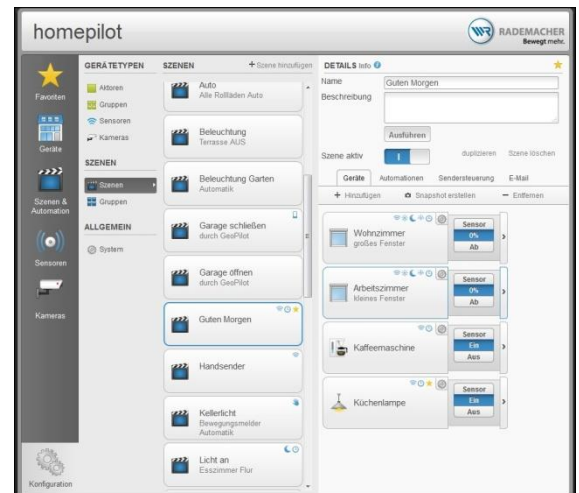 homepilot
WR RADEMACHER
Bewegt mehr.
Favoriten
Geräte
Szenen &
Automation
Sensoren
Kameras
Konfiguration
GERÄTETYPEN
Aktoren
Gruppen
Sensoren
Kameras
SZENEN
Szenen
Gruppen
ALLGEMEIN
System
SZENEN
+ Szene hinzufügen
Auto
Alle Rollläden Auto
Beleuchtung
Terrasse AUS
Beleuchtung Garten
Automatik
Garage schließen
durch GeoPilot
Garage öffnen
durch GeoPilot
Guten Morgen
Handsender
Kellerlicht
Bewegungsmelder
Automatik
Licht an
Esszimmer Flur
DETAILS Info
Name
Guten Morgen
Beschreibung
Ausführen
Szene aktiv
I
duplizieren
Szene löschen
Geräte
Automationen
Sendersteuerung
E-Mail
+ Hinzufügen
Snapshot erstellen
− Entfernen
Wohnzimmer
großes Fenster
Sensor
0%
Ab
Arbeitszimmer
kleines Fenster
Sensor
0%
Ab
Kaffeemaschine
Sensor
Ein
Aus
Küchenlampe
Sensor
Ein
Aus